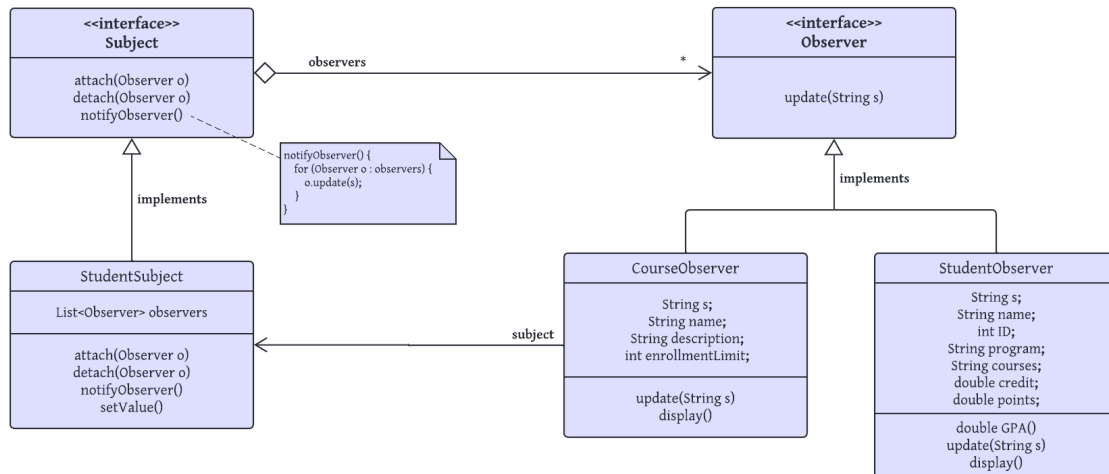 <<interface>>
Subject
attach(Observer o)
detach(Observer o)
notifyObserver()
observers
*
<<interface>>
Observer
update(String s)
notifyObserver() {
for (Observer o : observers) {
o.update(s);
}
}
implements
implements
StudentSubject
List<Observer> observers
attach(Observer o)
detach(Observer o)
notifyObserver()
setValue()
subject
CourseObserver
String s;
String name;
String description;
int enrollmentLimit;
update(String s)
display()
StudentObserver
String s;
String name;
int ID;
String program;
String courses;
double credit;
double points;
double GPA()
update(String s)
display()